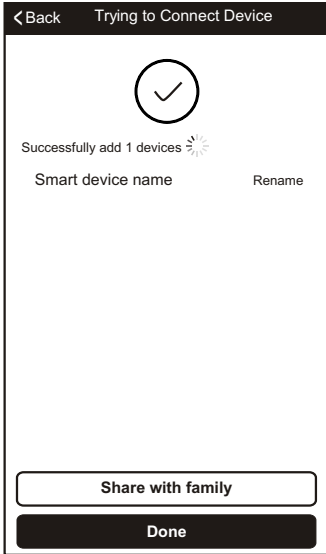 Back
Trying to Connect Device
Successfully add 1 devices
Smart device name
Rename
Share with family
Done